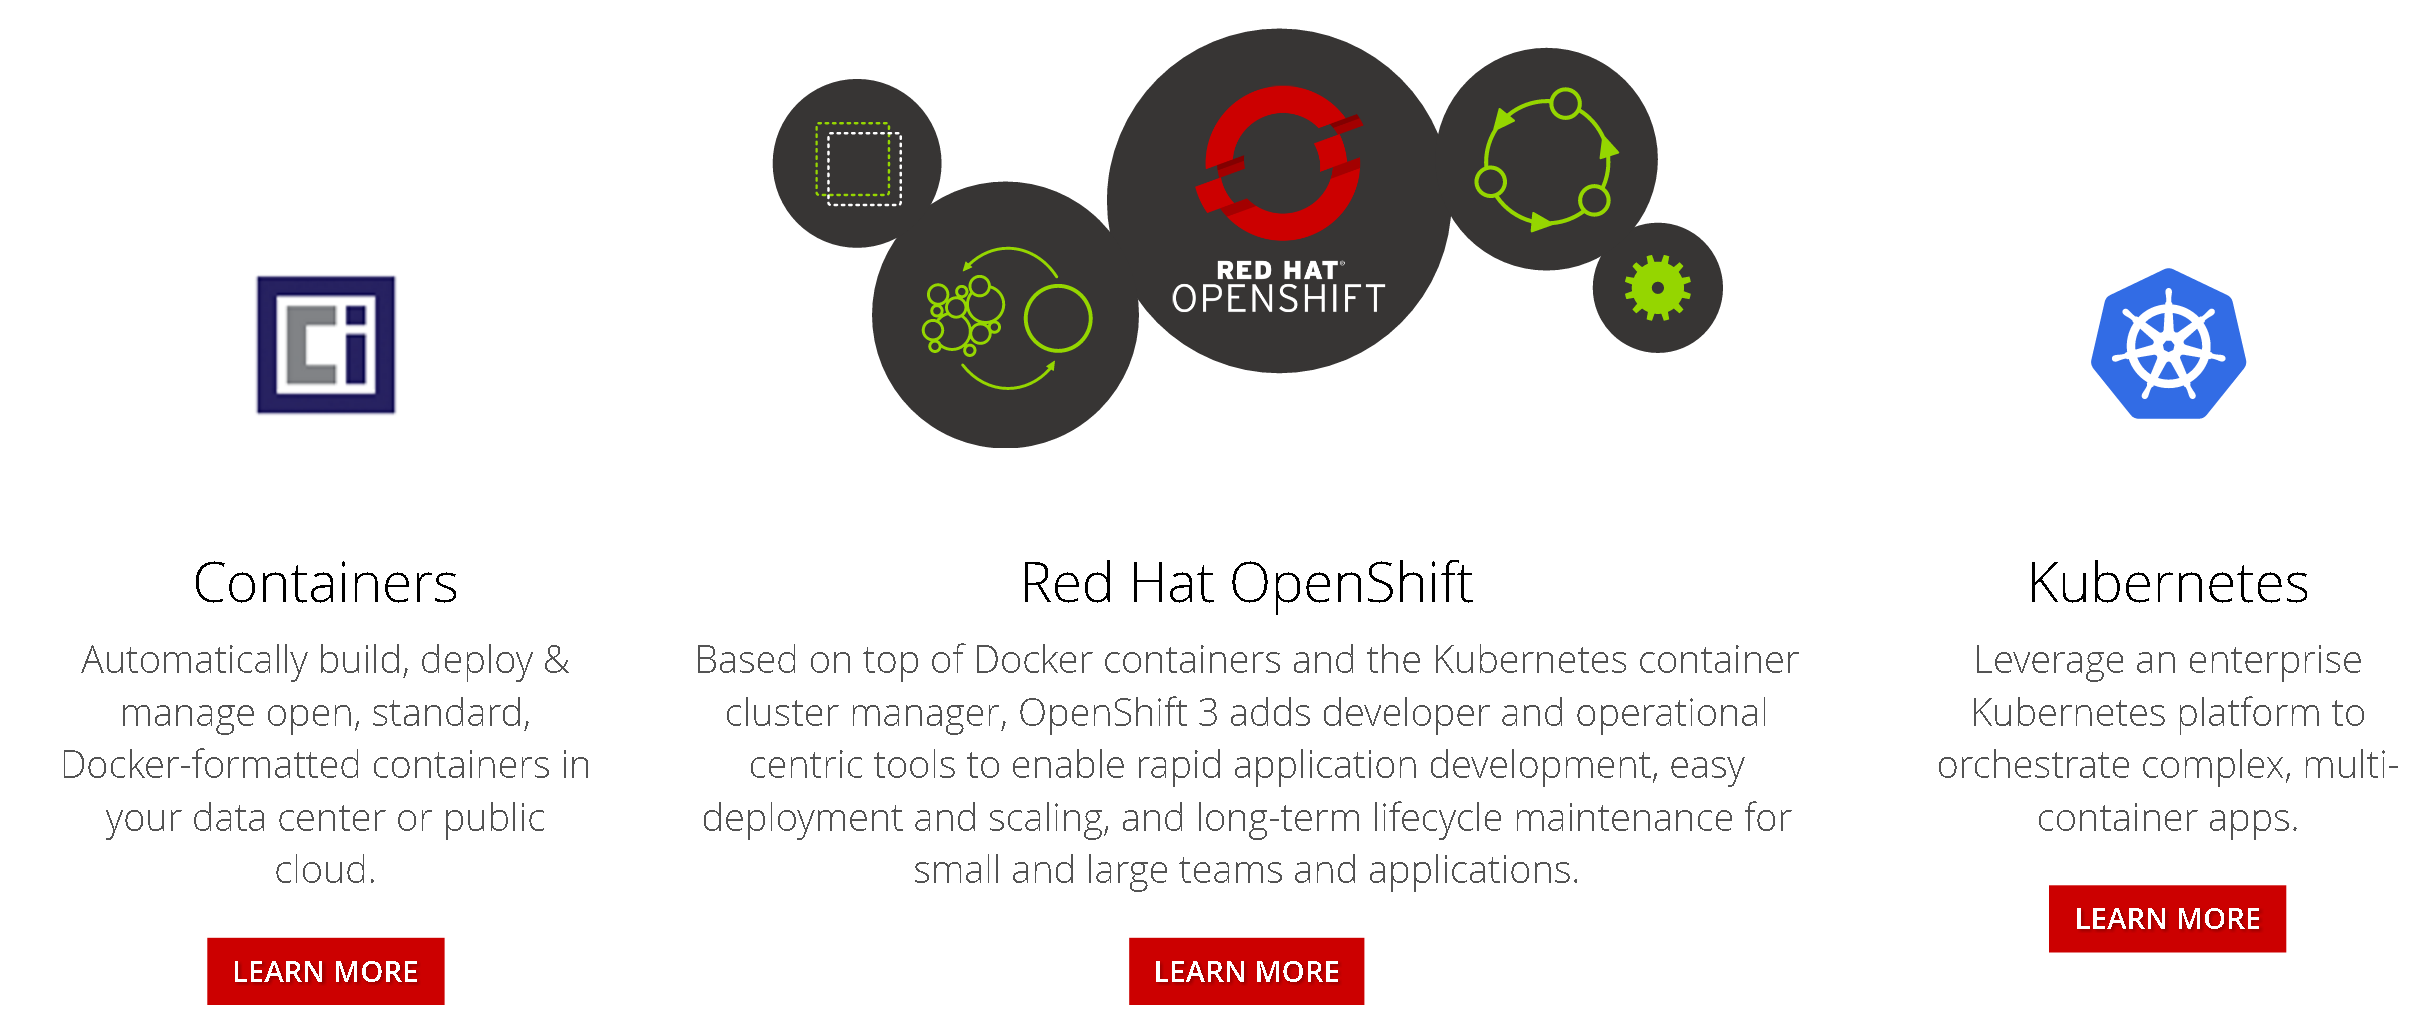 Ci
RED HAT®
OPENSHIFT
Containers
Automatically build, deploy &
manage open, standard,
Docker-formatted containers in
your data center or public
cloud.
LEARN MORE
Red Hat OpenShift
Based on top of Docker containers and the Kubernetes container
cluster manager, OpenShift 3 adds developer and operational
centric tools to enable rapid application development, easy
deployment and scaling, and long-term lifecycle maintenance for
small and large teams and applications.
LEARN MORE
Kubernetes
Leverage an enterprise
Kubernetes platform to
orchestrate complex, multi-
container apps.
LEARN MORE